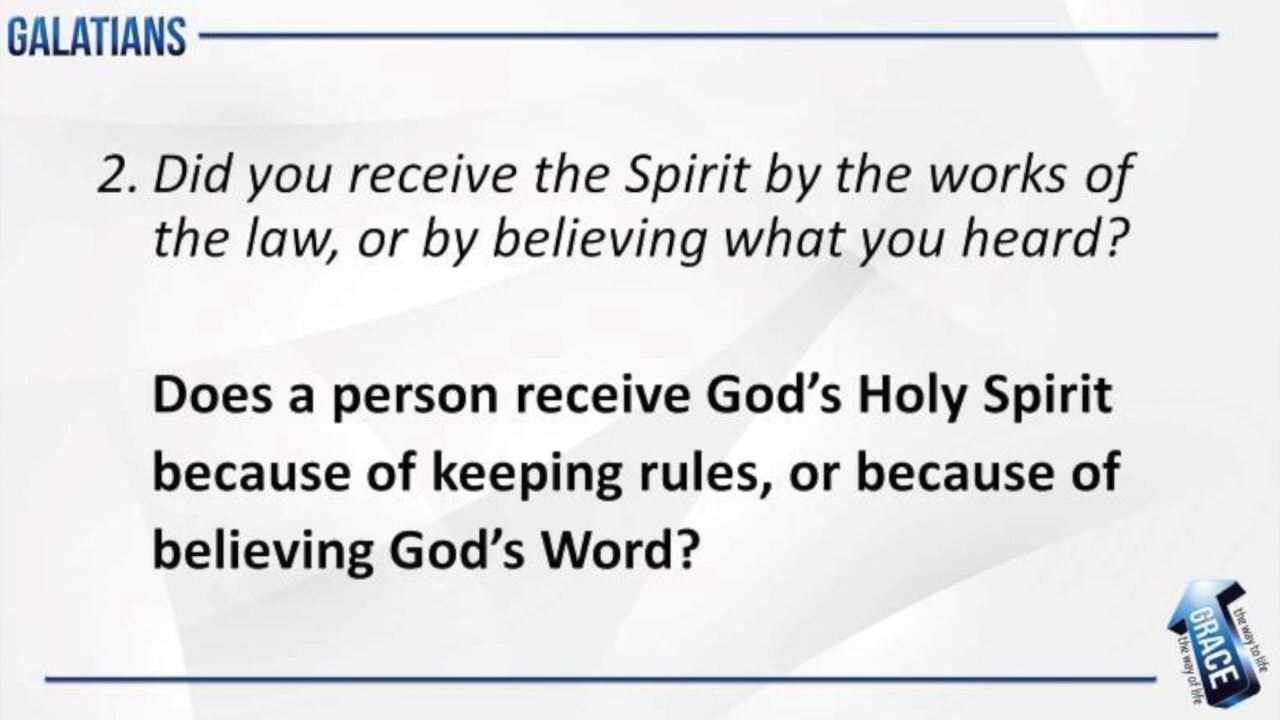 GALATIANS
2. Did you receive the Spirit by the works of
the law, or by believing what you heard?
Does a person receive God's Holy Spirit
because of keeping rules, or because of
believing God's Word?
the way to life
GRACE
the way of life